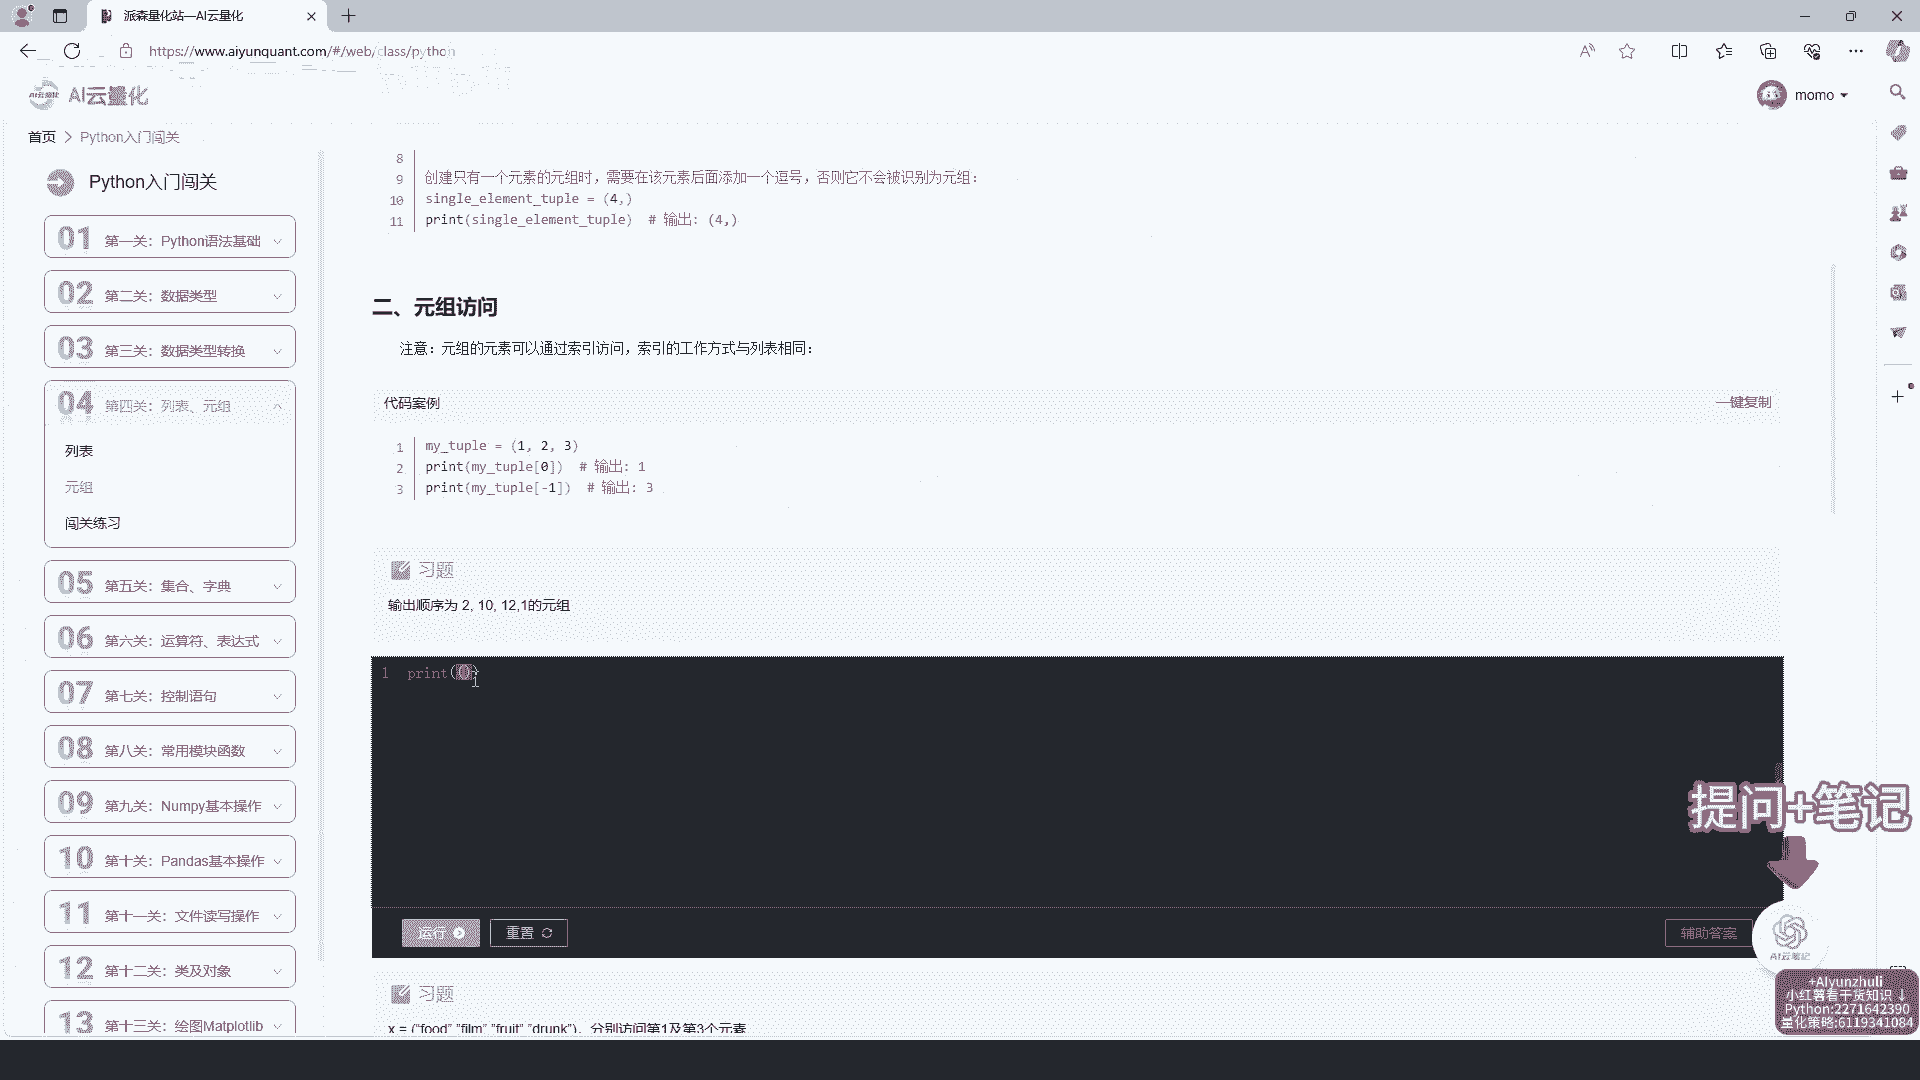 派森量化站—AI云量化
https://www.aiyunquant.com/#/web/class/python
AI云量化
momo
首页 > Python入门闯关
Python入门闯关
01 第一关：Python语法基础
02 第二关：数据类型
03 第三关：数据类型转换
04 第四关：列表、元组
列表
元组
闯关练习
05 第五关：集合、字典
06 第六关：运算符、表达式
07 第七关：控制语句
08 第八关：常用模块函数
09 第九关：Numpy基本操作
10 第十关：Pandas基本操作
11 第十一关：文件读写操作
12 第十二关：类及对象
13 第十三关：绘图Matplotlib
8
9 创建只有一个元素的元组时，需要在该元素后面添加一个逗号，否则它不会被识别为元组：
10 single_element_tuple = (4,)
11 print(single_element_tuple)  # 输出: (4,)
二、元组访问
注意：元组的元素可以通过索引访问，索引的工作方式与列表相同：
代码案例
一键复制
1 my_tuple = (1, 2, 3)
2 print(my_tuple[0])  # 输出: 1
3 print(my_tuple[-1])  # 输出: 3
习题
输出顺序为 2, 10, 12,1的元组
1 print(())
运行
重置
辅助答案
习题
x = ("food" "film" "fruit" "drunk")，分别访问第1及第3个元素
提问+笔记
AI云笔记
+AIyunzhuli
小红薯看干货知识↓
Python:2271642390
量化策略:6119341084